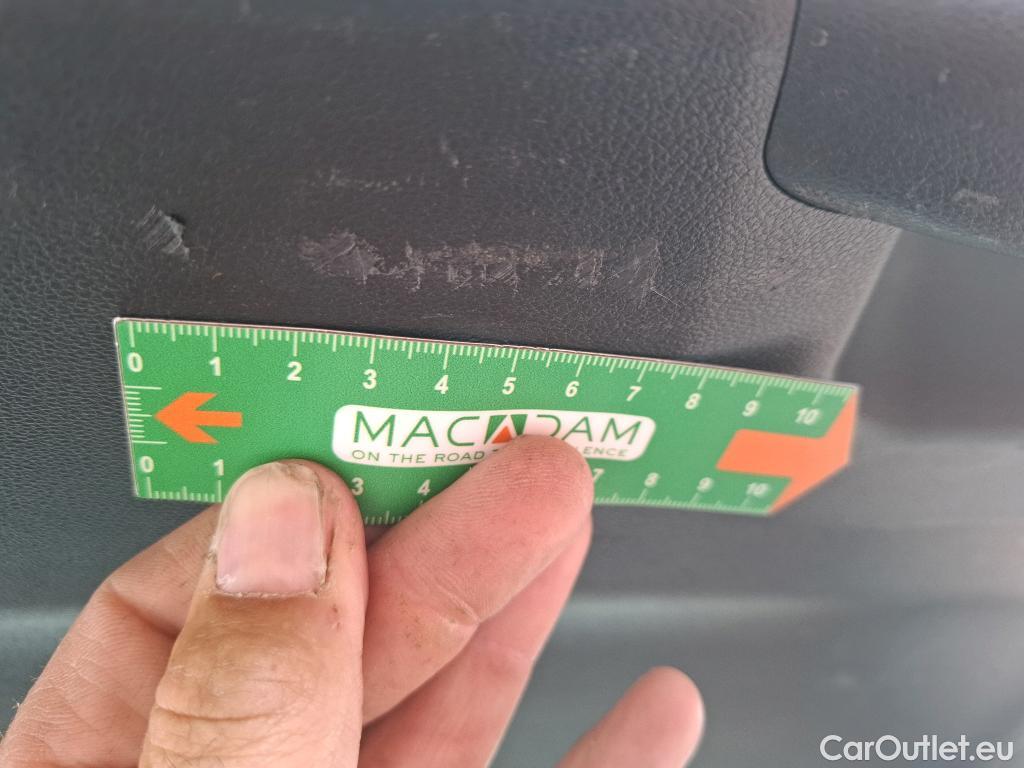 0 1 2 3 4 5 6 7 8 9 10
MACADAM
ON THE ROAD LENCE
0 1 3 4 7 8 9 10
CarOutlet.eu